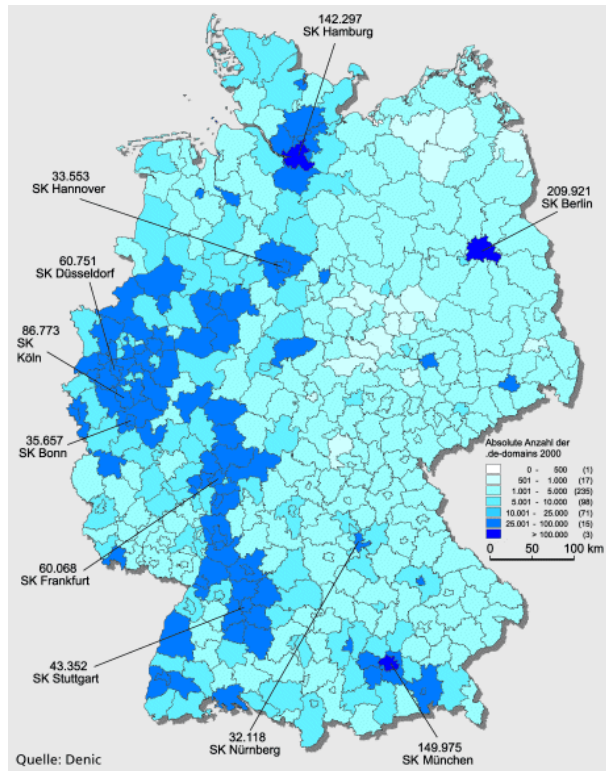 142.297
SK Hamburg
33.553
SK Hannover
209.921
SK Berlin
60.751
SK Düsseldorf
86.773
SK
Köln
35.657
SK Bonn
Absolute Anzahl der
.de-domains 2000
0 - 500 (1)
501 - 1.000 (17)
1.001 - 5.000 (235)
5.001 - 10.000 (98)
10.001 - 25.000 (71)
25.001 - 100.000 (15)
> 100.000 (3)
0 50 100 km
60.068
SK Frankfurt
43.352
SK Stuttgart
32.118
SK Nürnberg
149.975
SK München
Quelle: Denic